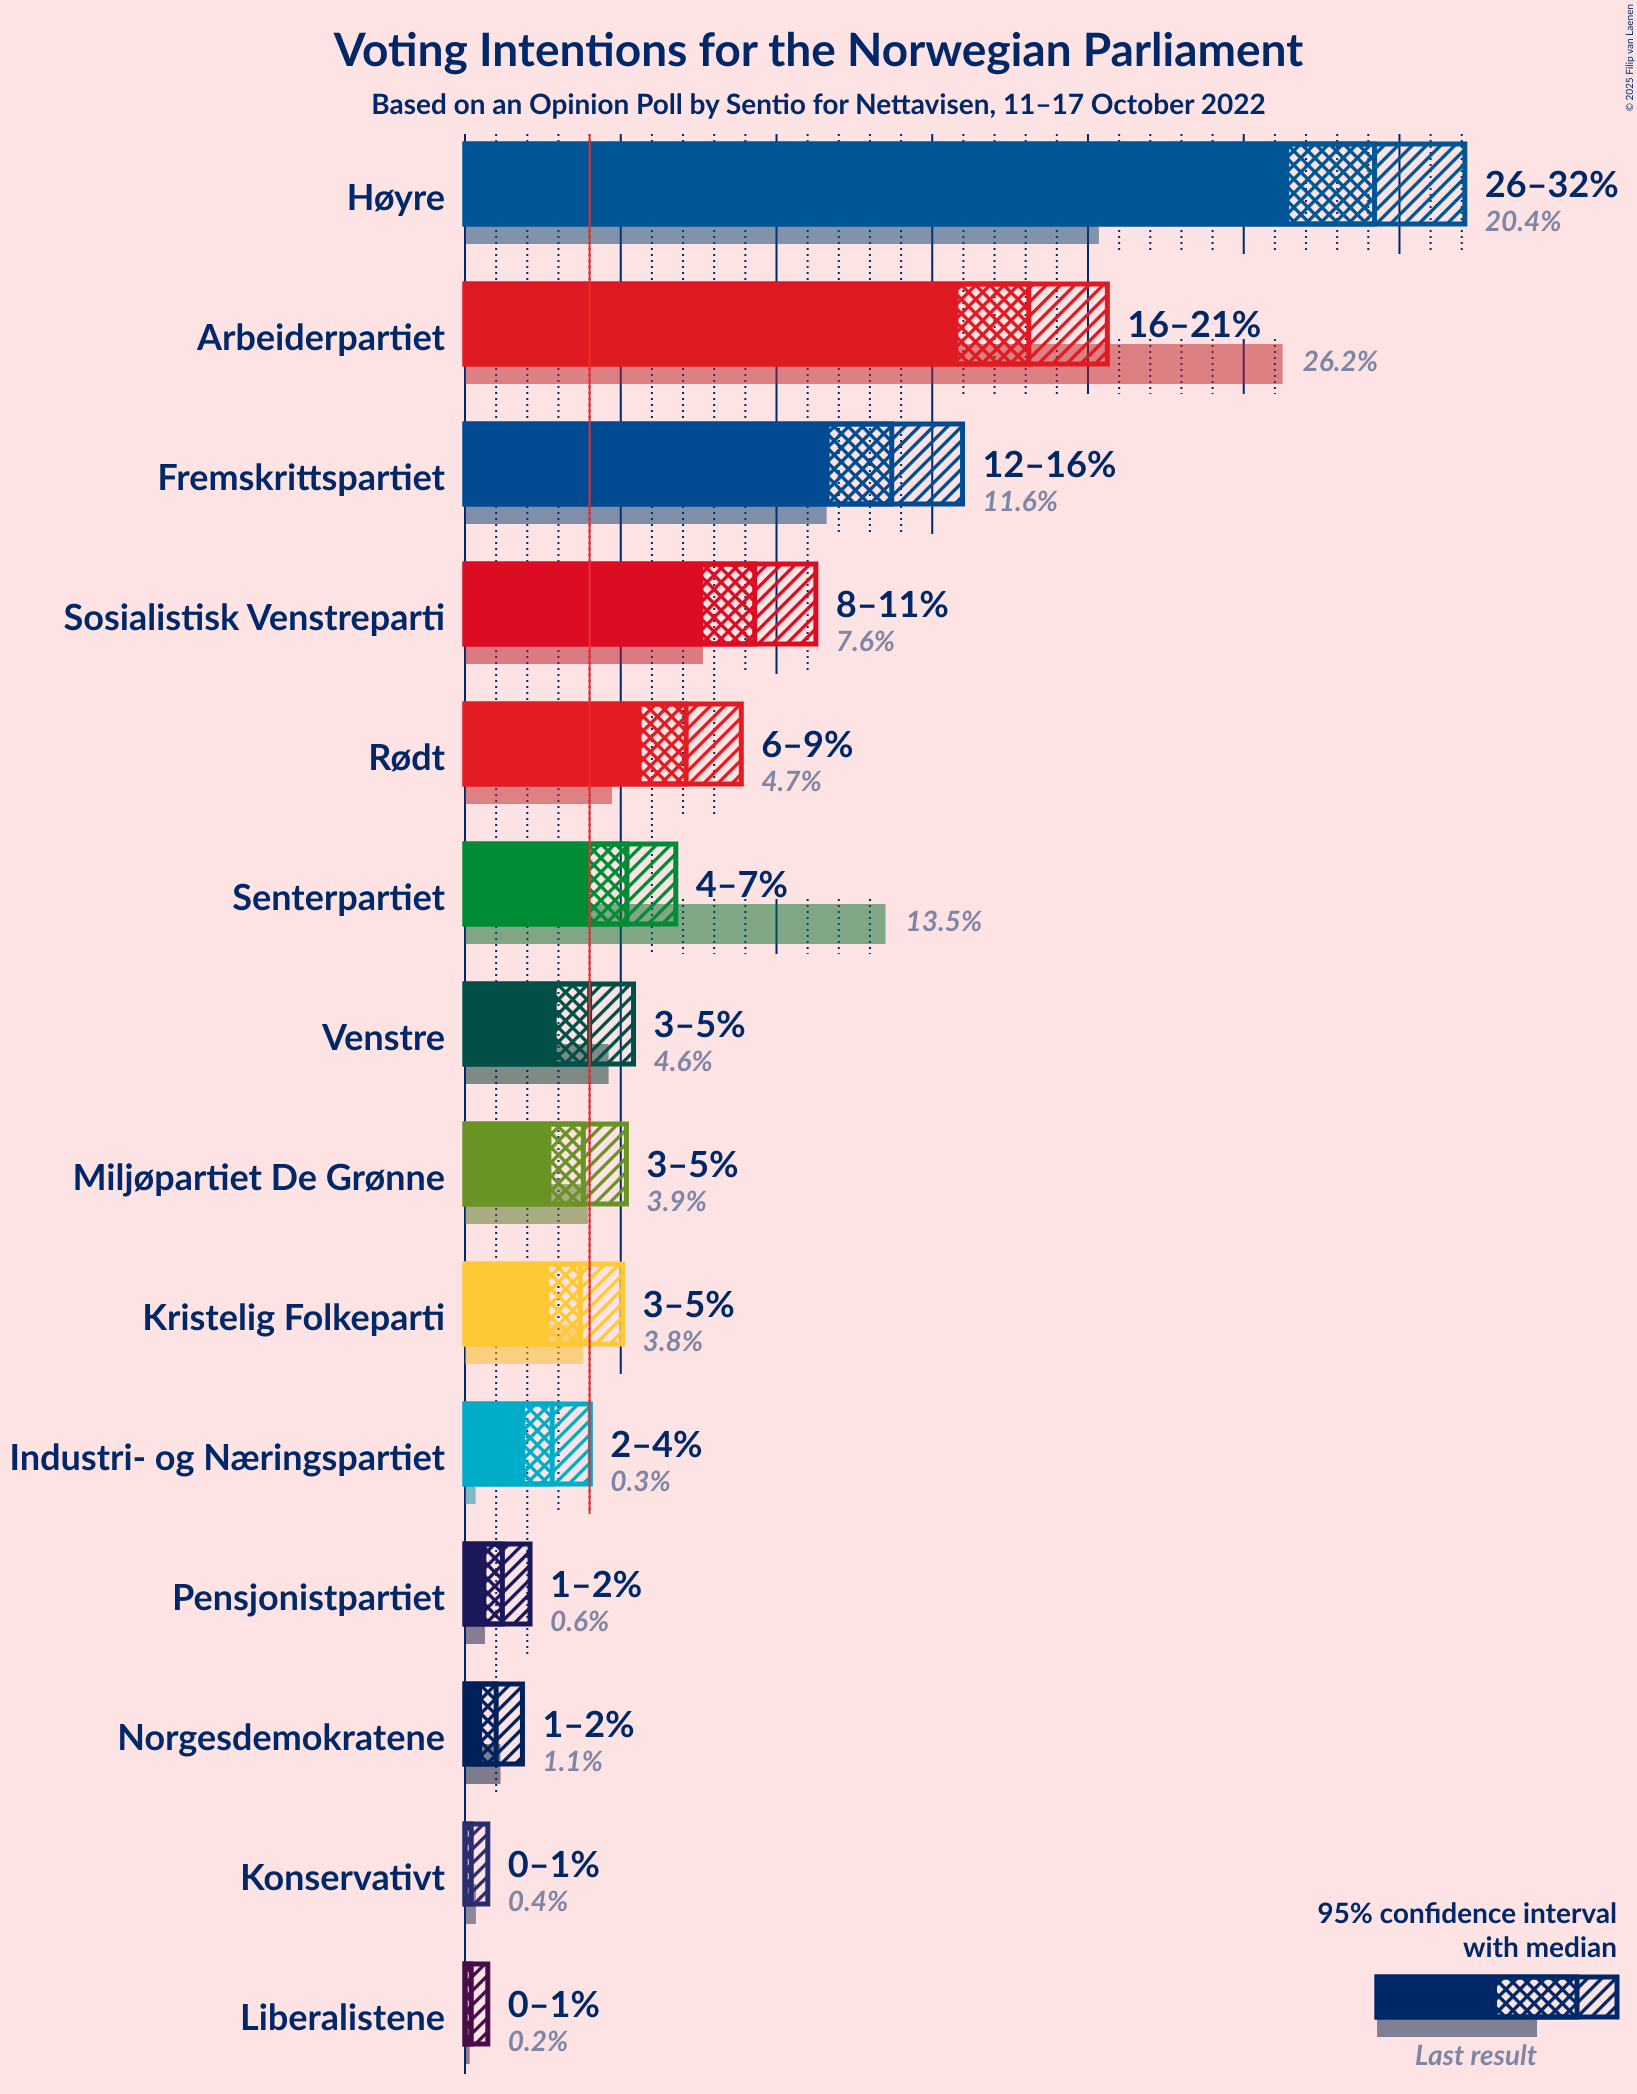 Voting Intentions for the Norwegian Parliament
Based on an Opinion Poll by Sentio for Nettavisen, 11–17 October 2022
© 2025 Filip van Laenen
Høyre
26–32%
20.4%
Arbeiderpartiet
16–21%
26.2%
Fremskrittspartiet
12–16%
11.6%
Sosialistisk Venstreparti
8–11%
7.6%
Rødt
6–9%
4.7%
Senterpartiet
4–7%
13.5%
Venstre
3–5%
4.6%
Miljøpartiet De Grønne
3–5%
3.9%
Kristelig Folkeparti
3–5%
3.8%
Industri- og Næringspartiet
2–4%
0.3%
Pensjonistpartiet
1–2%
0.6%
Norgesdemokratene
1–2%
1.1%
Konservativt
0–1%
0.4%
Liberalistene
0–1%
0.2%
95% confidence interval
with median
Last result